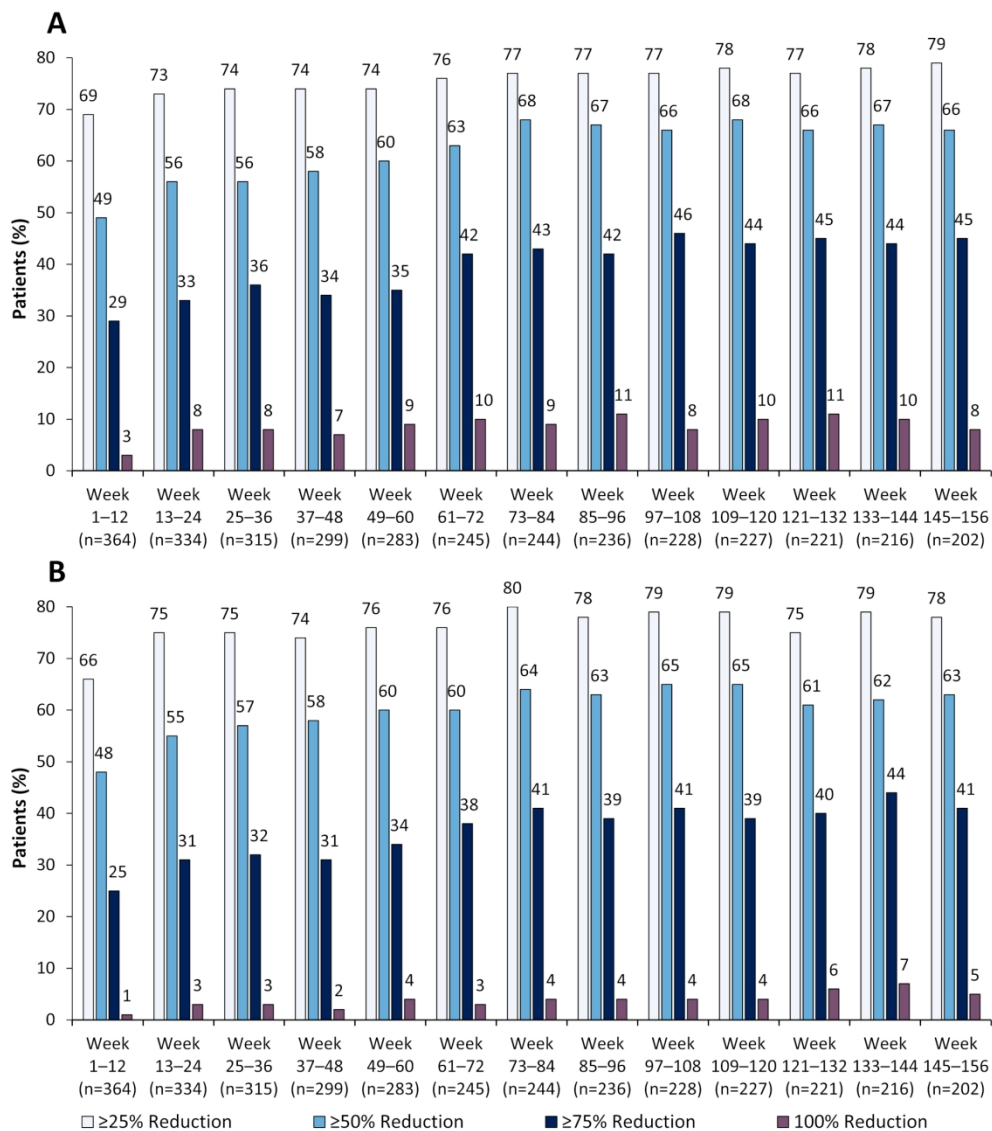 A
Patients (%)
80
70
60
50
40
30
20
10
0
69 49 29 3
73 56 33 8
74 56 36 8
74 58 34 7
74 60 35 9
76 63 42 10
77 68 43 9
77 67 42 11
77 66 46 8
78 68 44 10
77 66 45 11
78 67 44 10
79 66 45 8
Week Week Week Week Week Week Week Week Week Week Week Week Week
1–12 13–24 25–36 37–48 49–60 61–72 73–84 85–96 97–108 109–120 121–132 133–144 145–156
(n=364) (n=334) (n=315) (n=299) (n=283) (n=245) (n=244) (n=236) (n=228) (n=227) (n=221) (n=216) (n=202)
B
Patients (%)
80
70
60
50
40
30
20
10
0
66 48 25 1
75 55 31 3
75 57 32 3
74 58 31 2
76 60 34 4
76 60 38 3
80 64 41 4
78 63 39 4
79 65 41 4
79 65 39 4
75 61 40 6
79 62 44 7
78 63 41 5
Week Week Week Week Week Week Week Week Week Week Week Week Week
1–12 13–24 25–36 37–48 49–60 61–72 73–84 85–96 97–108 109–120 121–132 133–144 145–156
(n=364) (n=334) (n=315) (n=299) (n=283) (n=245) (n=244) (n=236) (n=228) (n=227) (n=221) (n=216) (n=202)
≥25% Reduction ≥50% Reduction ≥75% Reduction 100% Reduction